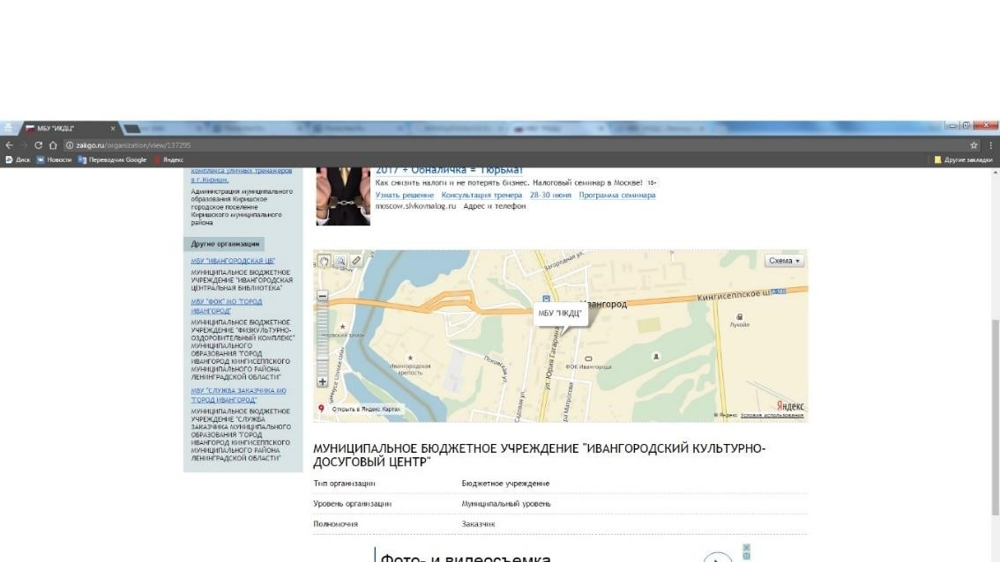 МБУ "ИКДЦ"
zakgo.ru/organization/view/137295
Диск Новости Переводчик Google Яндекс Другие закладки
комплекса уличных тренажеров
в г.Кириши.
Администрация муниципального
образования Киришское
городское поселение
Киришского муниципального
района
Другие организации
МБУ "ИВАНГОРОДСКАЯ ЦБ"
МУНИЦИПАЛЬНОЕ БЮДЖЕТНОЕ
УЧРЕЖДЕНИЕ "ИВАНГОРОДСКАЯ
ЦЕНТРАЛЬНАЯ БИБЛИОТЕКА"
МБУ "ФОК" МО "ГОРОД
ИВАНГОРОД"
МУНИЦИПАЛЬНОЕ БЮДЖЕТНОЕ
УЧРЕЖДЕНИЕ "ФИЗКУЛЬТУРНО-
ОЗДОРОВИТЕЛЬНЫЙ КОМПЛЕКС"
МУНИЦИПАЛЬНОГО
ОБРАЗОВАНИЯ "ГОРОД
ИВАНГОРОД КИНГИСЕППСКОГО
МУНИЦИПАЛЬНОГО РАЙОНА
ЛЕНИНГРАДСКОЙ ОБЛАСТИ"
МБУ "СЛУЖБА ЗАКАЗЧИКА МО
"ГОРОД ИВАНГОРОД"
МУНИЦИПАЛЬНОЕ БЮДЖЕТНОЕ
УЧРЕЖДЕНИЕ "СЛУЖБА
ЗАКАЗЧИКА МУНИЦИПАЛЬНОГО
ОБРАЗОВАНИЯ "ГОРОД
ИВАНГОРОД КИНГИСЕППСКОГО
МУНИЦИПАЛЬНОГО РАЙОНА
ЛЕНИНГРАДСКОЙ ОБЛАСТИ"
2017 + Обналичка = Тюрьма!
Как снизить налоги и не потерять бизнес. Налоговый семинар в Москве! 18+
Узнать решение Консультация тренера 28-30 июня Программа семинара
moscow.sivkovnalog.ru Адрес и телефон
Схема
Загородная ул.
Ивангород
Кингисеппское ш. А-180
МБУ "ИКДЦ"
Лукойл
Нарвский замок
Ивангородская
крепость
Псковская ул.
Садовая ул.
ул. Юрия Гагарина
ФОК Ивангорода
Открыть в Яндекс.Картах
Яндекс
© Яндекс Условия использования
МУНИЦИПАЛЬНОЕ БЮДЖЕТНОЕ УЧРЕЖДЕНИЕ "ИВАНГОРОДСКИЙ КУЛЬТУРНО-
ДОСУГОВЫЙ ЦЕНТР"
Тип организации Бюджетное учреждение
Уровень организации Муниципальный уровень
Полномочия Заказчик
Фото- и видеосъемка